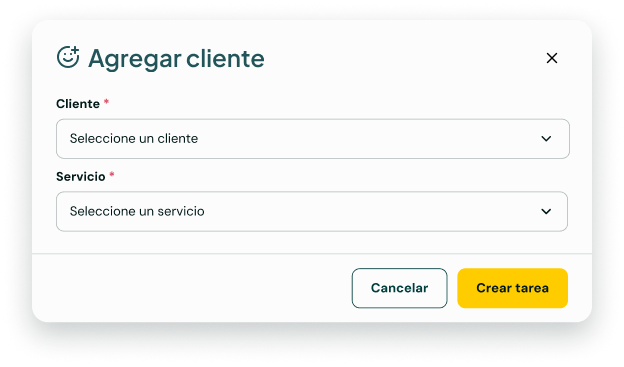 Agregar cliente
Cliente *
Seleccione un cliente
Servicio *
Seleccione un servicio
Cancelar
Crear tarea